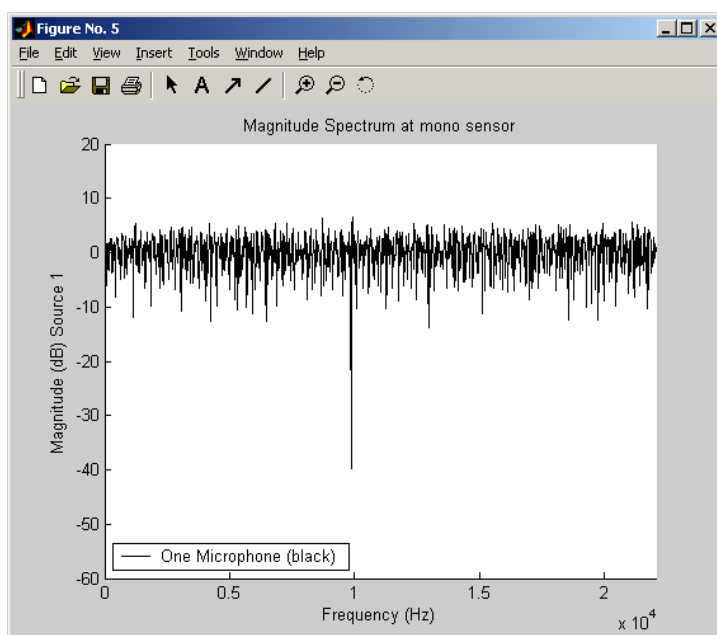 Figure No. 5
File Edit View Insert Tools Window Help
A
Magnitude Spectrum at mono sensor
20
10
0
-10
-20
-30
-40
-50
-60
Magnitude (dB) Source 1
One Microphone (black)
0 0.5 1 1.5 2
Frequency (Hz)
x 10^4